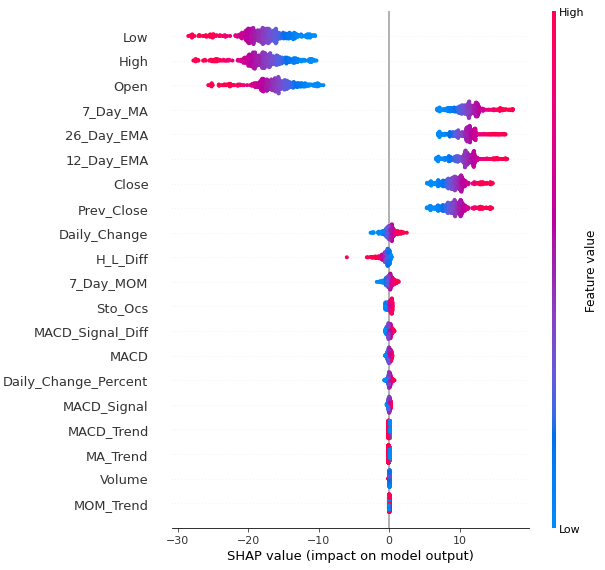 High
Low
High
Open
7_Day_MA
26_Day_EMA
12_Day_EMA
Close
Prev_Close
Daily_Change
H_L_Diff
7_Day_MOM
Sto_Ocs
MACD_Signal_Diff
MACD
Daily_Change_Percent
MACD_Signal
MACD_Trend
MA_Trend
Volume
MOM_Trend
Feature value
Low
−30 −20 −10 0 10
SHAP value (impact on model output)